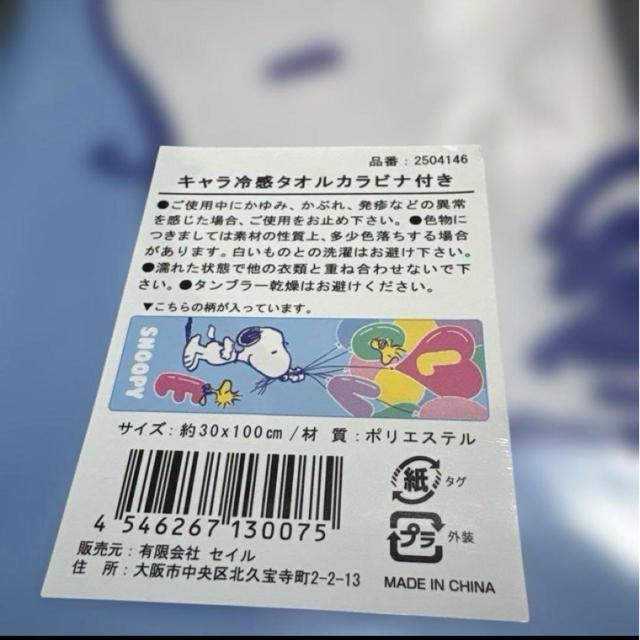 品番：2504146
キャラ冷感タオルカラビナ付き
●ご使用中にかゆみ、かぶれ、発疹などの異常
を感じた場合、ご使用をお止め下さい。●色物に
つきましては素材の性質上、多少色落ちする場合
があります。白いものとの洗濯はお避け下さい。
●濡れた状態で他の衣類と重ね合わせないで下
さい。●タンブラー乾燥はお避けください。
▼こちらの柄が入っています。
SNOOPY
L
V
E
サイズ：約30x100cm/材 質：ポリエステル
紙 タグ
4 546267 130075
プラ 外装
販売元：有限会社 セイル
住 所：大阪市中央区北久宝寺町2-2-13
MADE IN CHINA